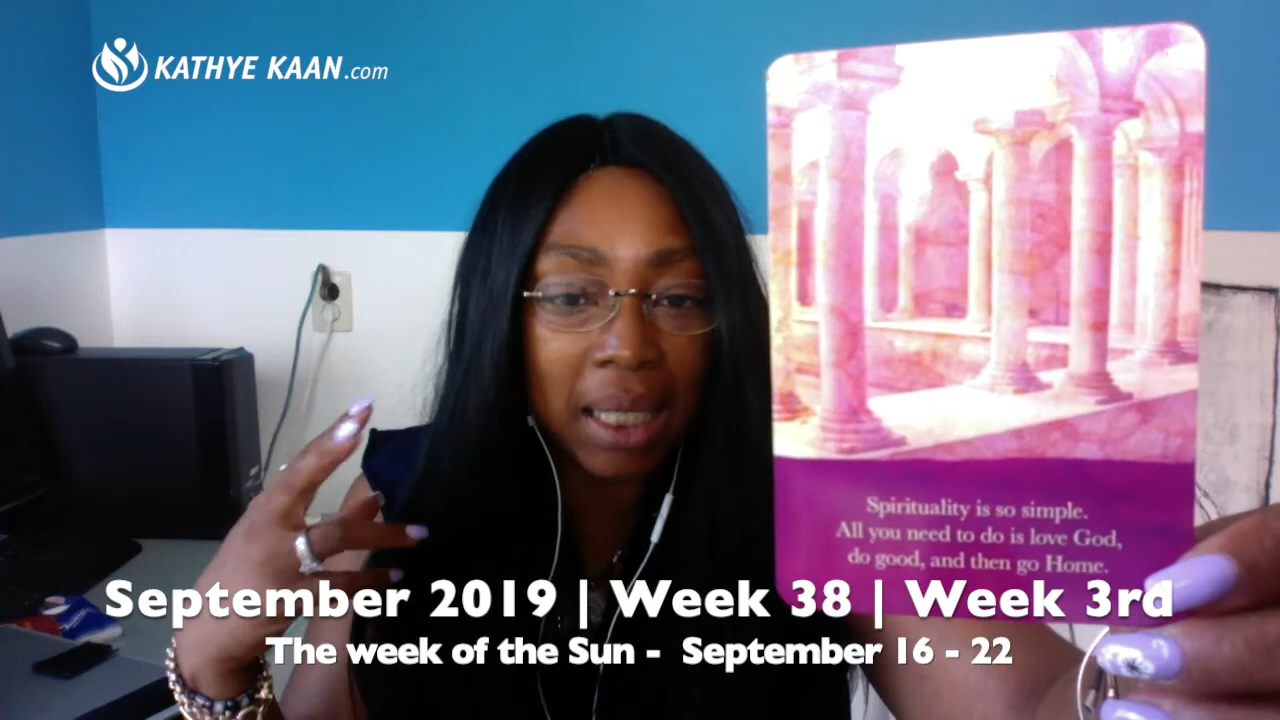 KATHYE KAAN.com
Spirituality is so simple.
All you need to do is love God,
do good, and then go Home.
September 2019 | Week 38 | Week 3rd
The week of the Sun - September 16 - 22